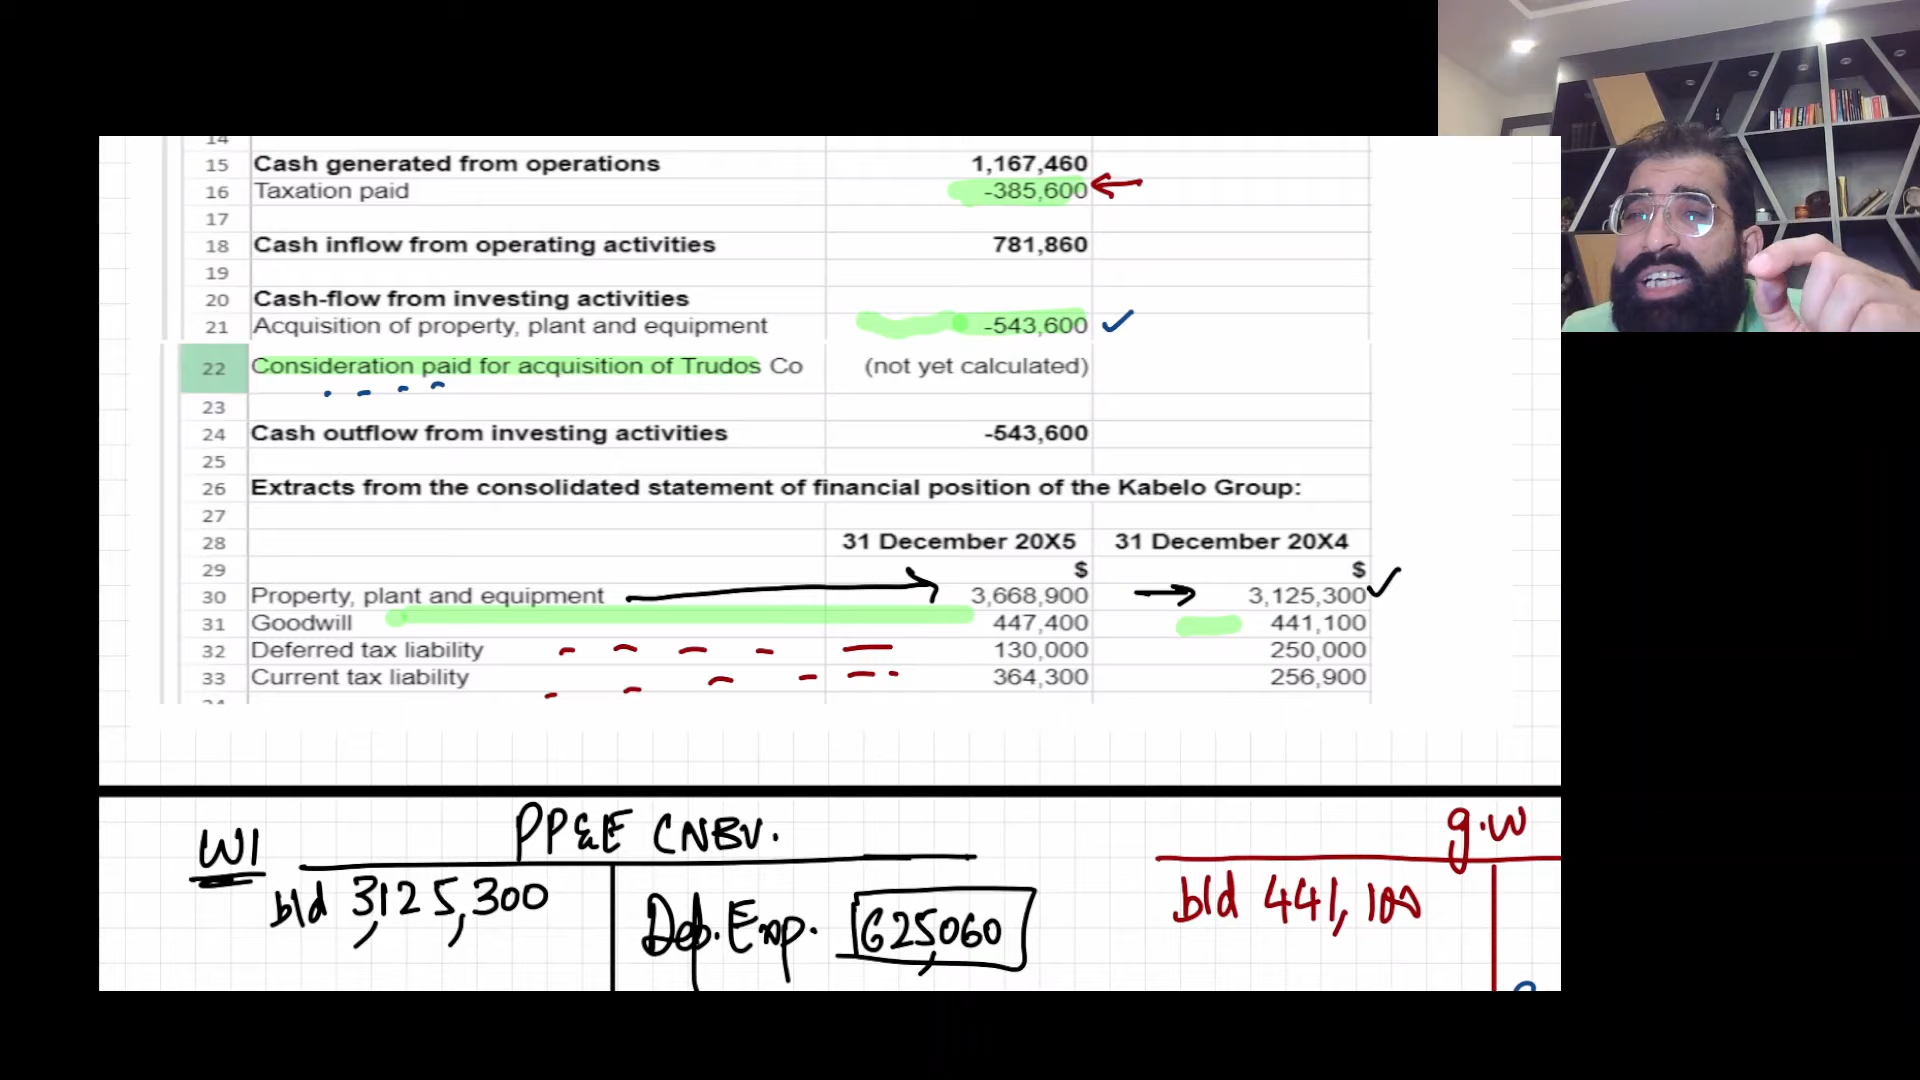 15 Cash generated from operations 1,167,460
16 Taxation paid -385,600
17
18 Cash inflow from operating activities 781,860
19
20 Cash-flow from investing activities
21 Acquisition of property, plant and equipment -543,600
22 Consideration paid for acquisition of Trudos Co (not yet calculated)
23
24 Cash outflow from investing activities -543,600
25
26 Extracts from the consolidated statement of financial position of the Kabelo Group:
27
28 31 December 20X5 31 December 20X4
29 $ $
30 Property, plant and equipment 3,668,900 3,125,300
31 Goodwill 447,400 441,100
32 Deferred tax liability 130,000 250,000
33 Current tax liability 364,300 256,900
W1 PP&E CNBV. g.w
bld 3,125,300 Dep. Exp. 625,060 bld 441,100